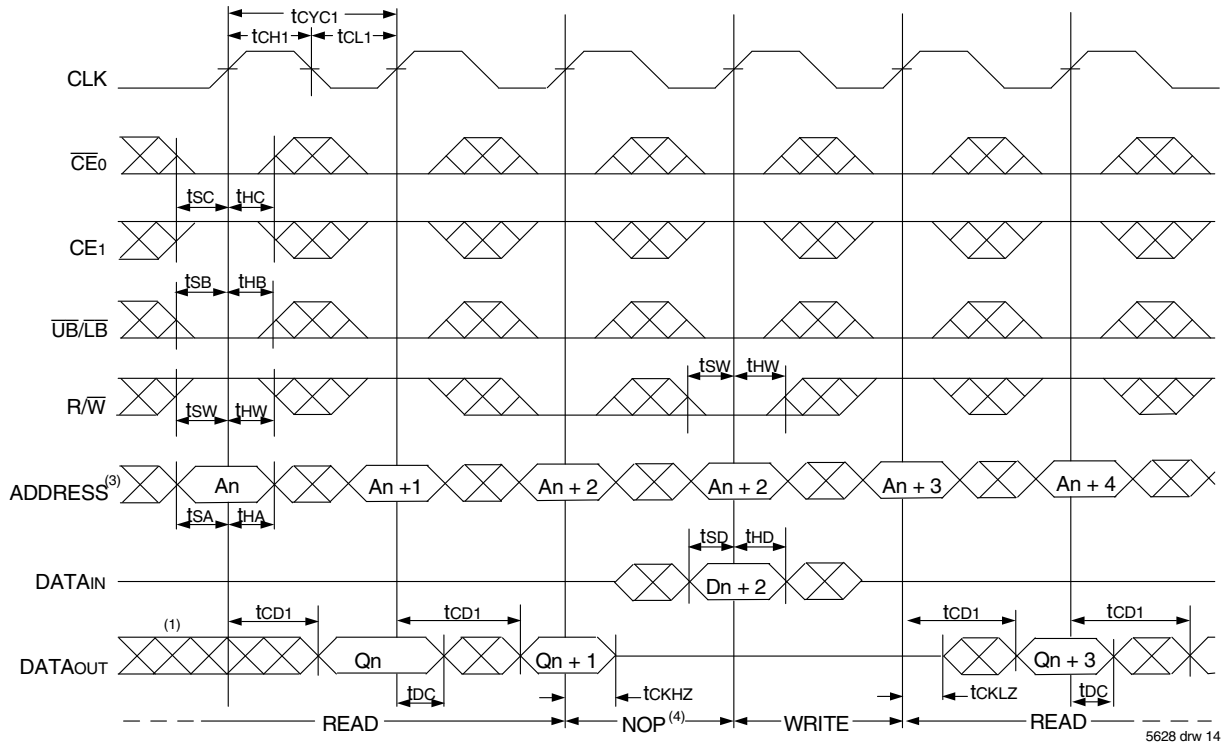 tCYC1
tCH1 tCL1
CLK
CE0
tSC tHC
CE1
tSB tHB
UB/LB
tSW tHW
R/W
tSW tHW
ADDRESS(3) An An +1 An + 2 An + 2 An + 3 An + 4
tSA tHA
tSD tHD
DATAIN Dn + 2
(1) tCD1 tCD1 tCD1 tCD1
DATAOUT Qn Qn + 1 Qn + 3
tDC tCKHZ tCKLZ tDC
READ NOP(4) WRITE READ
5628 drw 14